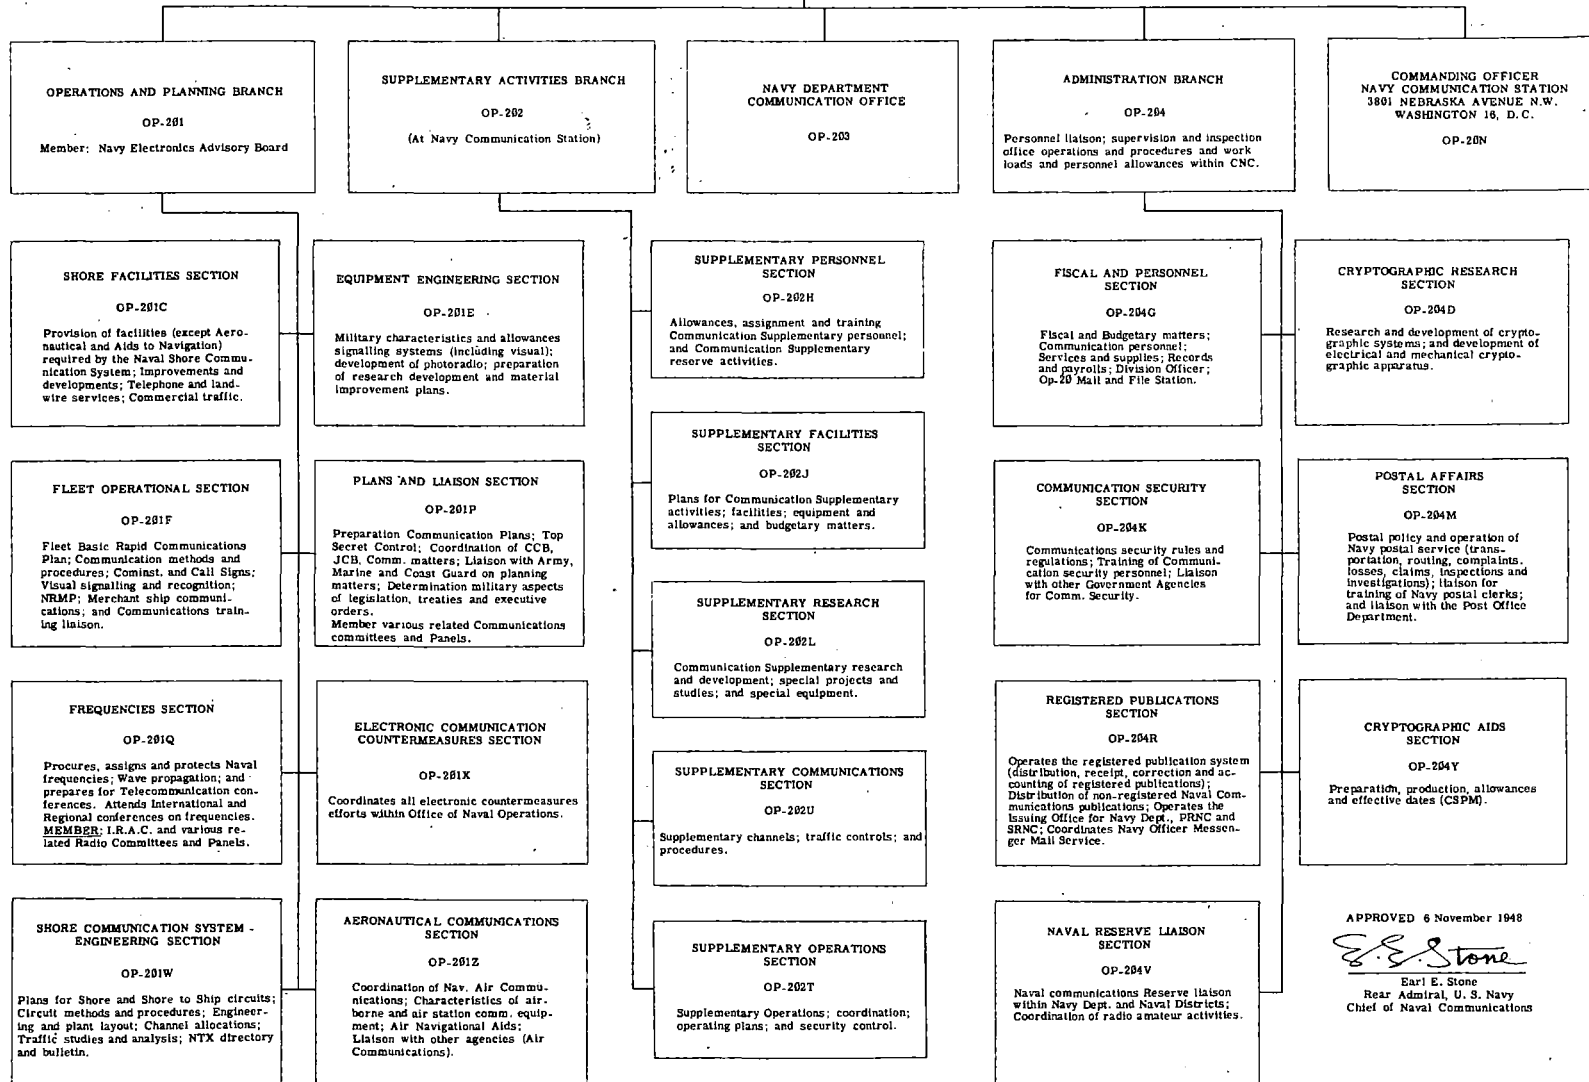 OPERATIONS AND PLANNING BRANCH
OP-201
Member: Navy Electronics Advisory Board
SUPPLEMENTARY ACTIVITIES BRANCH
OP-202
(At Navy Communication Station)
NAVY DEPARTMENT
COMMUNICATION OFFICE
OP-203
ADMINISTRATION BRANCH
OP-204
Personnel liaison; supervision and inspection
office operations and procedures and work
loads and personnel allowances within CNC.
COMMANDING OFFICER
NAVY COMMUNICATION STATION
3801 NEBRASKA AVENUE N.W.
WASHINGTON 16, D.C.
OP-20N
SHORE FACILITIES SECTION
OP-201C
Provision of facilities (except Aero-
nautical and Aids to Navigation)
required by the Naval Shore Commu-
nication System; Improvements and
developments; Telephone and land-
wire services; Commercial traffic.
EQUIPMENT ENGINEERING SECTION
OP-201E
Military characteristics and allowances
signalling systems (including visual);
development of photoradio; preparation
of research development and material
improvement plans.
FLEET OPERATIONAL SECTION
OP-201F
Fleet Basic Rapid Communications
Plan; Communication methods and
procedures; Cominst. and Call Signs;
Visual signalling and recognition;
NRMP; Merchant ship communi-
cations; and Communications train-
ing liaison.
PLANS AND LIAISON SECTION
OP-201P
Preparation Communication Plans; Top
Secret Control; Coordination of CCB,
JCB, Comm. matters; Liaison with Army,
Marine and Coast Guard on planning
matters; Determination military aspects
of legislation, treaties and executive
orders.
Member various related Communications
committees and Panels.
FREQUENCIES SECTION
OP-201Q
Procures, assigns and protects Naval
frequencies; Wave propagation; and
prepares for Telecommunication con-
ferences. Attends International and
Regional conferences on frequencies.
MEMBER: I.R.A.C. and various re-
lated Radio Committees and Panels.
ELECTRONIC COMMUNICATION
COUNTERMEASURES SECTION
OP-201X
Coordinates all electronic countermeasures
efforts within Office of Naval Operations.
SHORE COMMUNICATION SYSTEM -
ENGINEERING SECTION
OP-201W
Plans for Shore and Shore to Ship circuits;
Circuit methods and procedures; Engineer-
ing and plant layout; Channel allocations;
Traffic studies and analysis; NTX directory
and bulletin.
AERONAUTICAL COMMUNICATIONS
SECTION
OP-201Z
Coordination of Nav. Air Commu-
nications; Characteristics of air-
borne and air station comm. equip-
ment; Air Navigational Aids;
Liaison with other agencies (Air
Communications).
SUPPLEMENTARY PERSONNEL
SECTION
OP-202H
Allowances, assignment and training
Communication Supplementary personnel;
and Communication Supplementary
reserve activities.
SUPPLEMENTARY FACILITIES
SECTION
OP-202J
Plans for Communication Supplementary
activities; facilities; equipment and
allowances; and budgetary matters.
SUPPLEMENTARY RESEARCH
SECTION
OP-202L
Communication Supplementary research
and development; special projects and
studies; and special equipment.
SUPPLEMENTARY COMMUNICATIONS
SECTION
OP-202U
Supplementary channels; traffic controls; and
procedures.
SUPPLEMENTARY OPERATIONS
SECTION
OP-202T
Supplementary Operations; coordination;
operating plans; and security control.
FISCAL AND PERSONNEL
SECTION
OP-204G
Fiscal and Budgetary matters;
Communication personnel;
Services and supplies; Records
and payrolls; Division Officer;
Op-20 Mail and File Station.
CRYPTOGRAPHIC RESEARCH
SECTION
OP-204D
Research and development of crypto-
graphic systems; and development of
electrical and mechanical crypto-
graphic apparatus.
COMMUNICATION SECURITY
SECTION
OP-204K
Communications security rules and
regulations; Training of Communi-
cation security personnel; Liaison
with other Government Agencies
for Comm. Security.
POSTAL AFFAIRS
SECTION
OP-204M
Postal policy and operation of
Navy postal service (trans-
portation, routing, complaints.
losses, claims, inspections and
investigations); liaison for
training of Navy postal clerks;
and liaison with the Post Office
Department.
REGISTERED PUBLICATIONS
SECTION
OP-204R
Operates the registered publication system
(distribution, receipt, correction and ac-
counting of registered publications);
Distribution of non-registered Naval Com-
munications publications; Operates the
Issuing Office for Navy Dept., PRNC and
SRNC; Coordinates Navy Officer Messen-
ger Mail Service.
CRYPTOGRAPHIC AIDS
SECTION
OP-204Y
Preparation, production, allowances
and effective dates (CSPM).
NAVAL RESERVE LIAISON
SECTION
OP-204V
Naval communications Reserve liaison
within Navy Dept. and Naval Districts;
Coordination of radio amateur activities.
APPROVED 6 November 1948
E.E. Stone
Earl E. Stone
Rear Admiral, U. S. Navy
Chief of Naval Communications